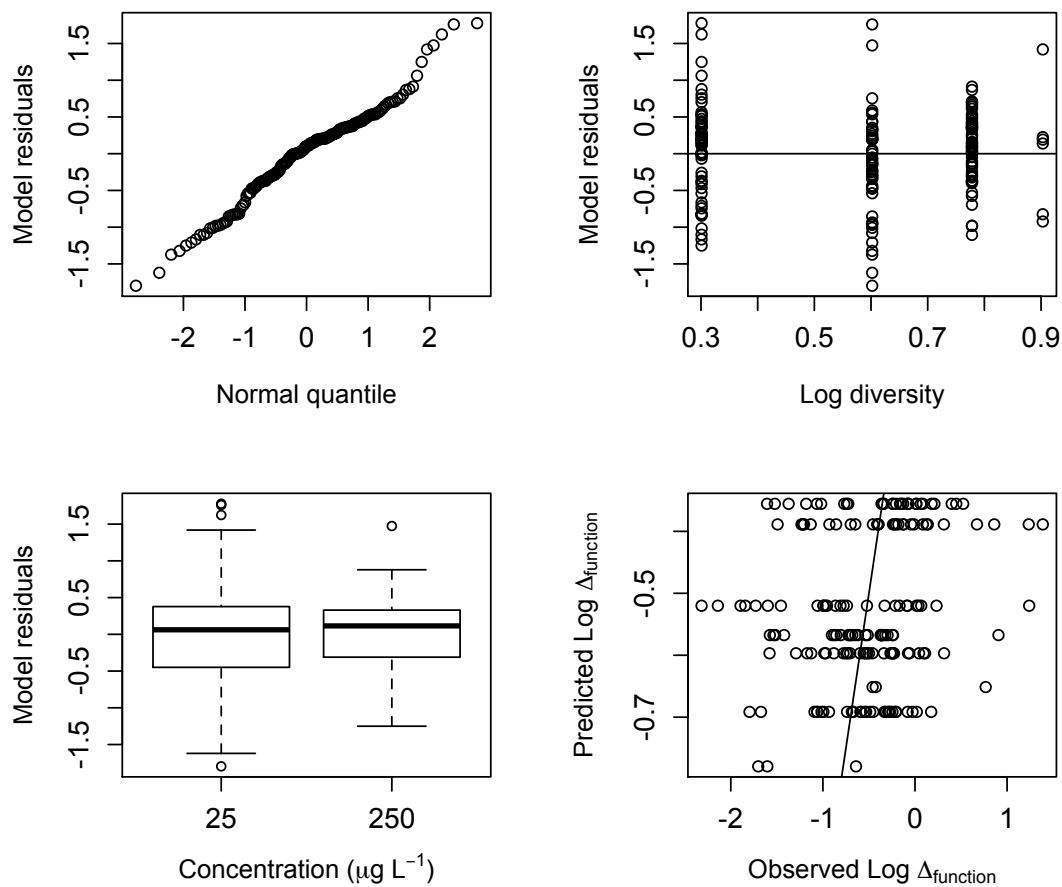 Model residuals
1.5
0.5
-0.5
-1.5
-2 -1 0 1 2
Normal quantile
Model residuals
1.5
0.5
-0.5
-1.5
0.3 0.5 0.7 0.9
Log diversity
Model residuals
1.5
0.5
-0.5
-1.5
25 250
Concentration (μg L⁻¹)
Predicted Log Δfunction
-0.5
-0.7
-2 -1 0 1
Observed Log Δfunction